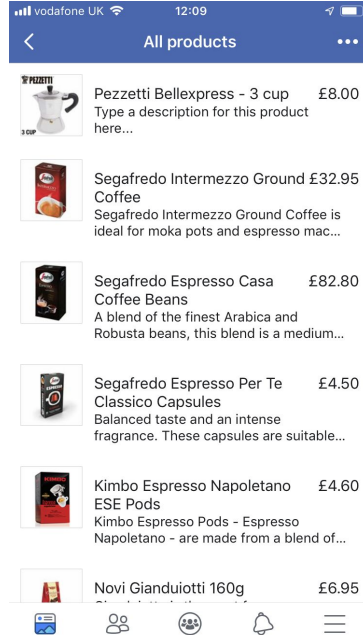 vodafone UK 12:09
All products
PEZZETTI
3 CUP
Pezzetti Bellexpress - 3 cup £8.00
Type a description for this product
here...
Segafredo Intermezzo Ground £32.95
Coffee
Segafredo Intermezzo Ground Coffee is
ideal for moka pots and espresso mac...
Segafredo Espresso Casa £82.80
Coffee Beans
A blend of the finest Arabica and
Robusta beans, this blend is a medium...
Segafredo Espresso Per Te £4.50
Classico Capsules
Balanced taste and an intense
fragrance. These capsules are suitable...
KIMBO
Kimbo Espresso Napoletano £4.60
ESE Pods
Kimbo Espresso Pods - Espresso
Napoletano - are made from a blend of...
Novi Gianduiotti 160g £6.95